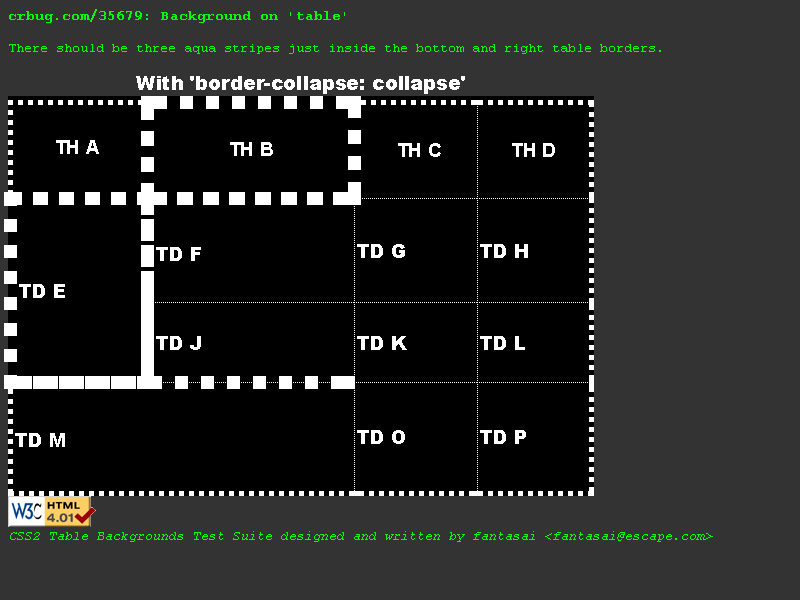 crbug.com/35679: Background on 'table'
There should be three aqua stripes just inside the bottom and right table borders.
With 'border-collapse: collapse'
TH A TH B TH C TH D
TD F TD G TD H
TD E
TD J TD K TD L
TD M TD O TD P
W3C HTML 4.01
CSS2 Table Backgrounds Test Suite designed and written by fantasai <fantasai@escape.com>